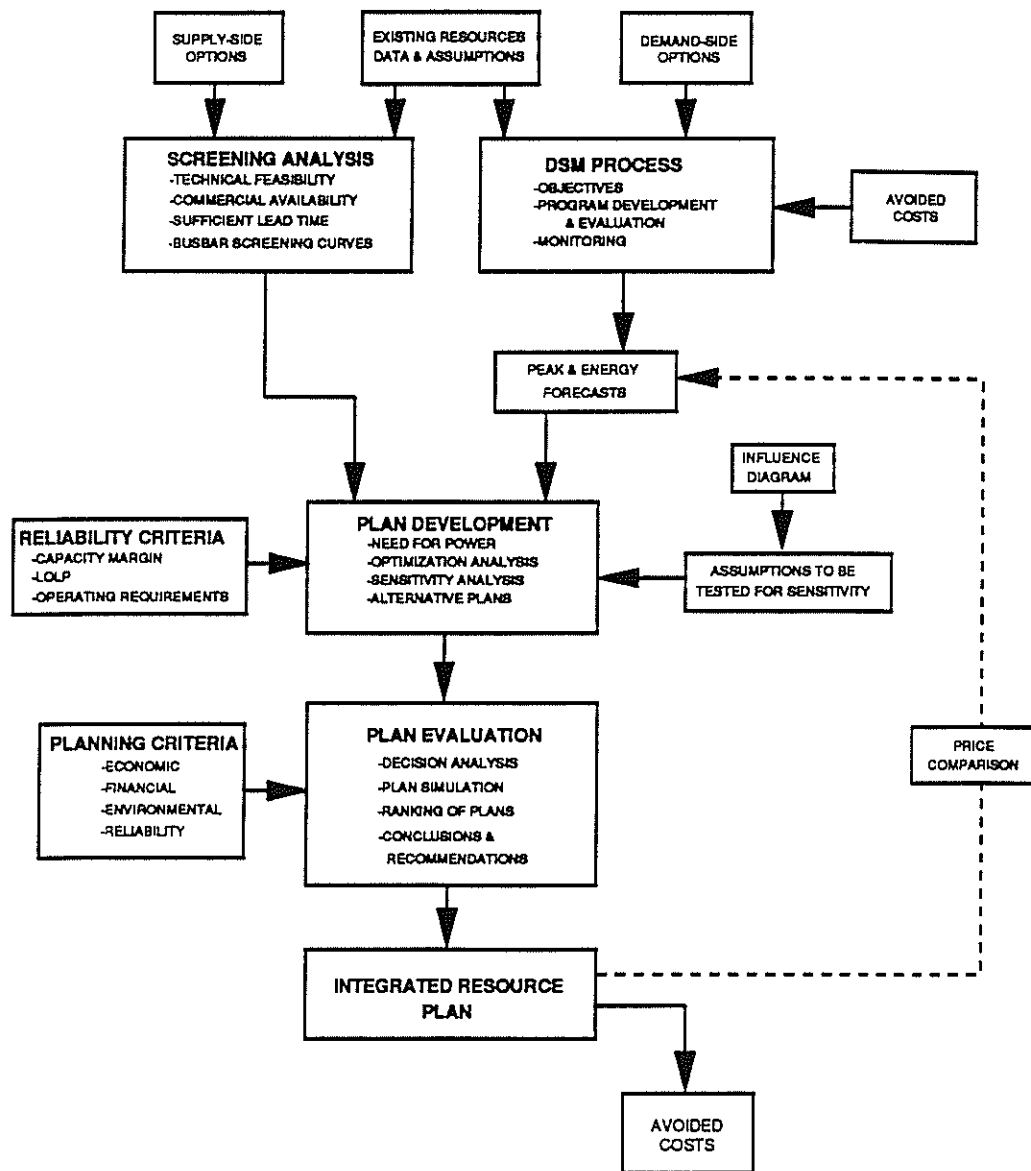 SUPPLY-SIDE
OPTIONS
EXISTING RESOURCES
DATA & ASSUMPTIONS
DEMAND-SIDE
OPTIONS
SCREENING ANALYSIS
-TECHNICAL FEASIBILITY
-COMMERCIAL AVAILABILITY
-SUFFICIENT LEAD TIME
-BUSBAR SCREENING CURVES
DSM PROCESS
-OBJECTIVES
-PROGRAM DEVELOPMENT
& EVALUATION
-MONITORING
AVOIDED
COSTS
PEAK & ENERGY
FORECASTS
INFLUENCE
DIAGRAM
RELIABILITY CRITERIA
-CAPACITY MARGIN
-LOLP
-OPERATING REQUIREMENTS
PLAN DEVELOPMENT
-NEED FOR POWER
-OPTIMIZATION ANALYSIS
-SENSITIVITY ANALYSIS
-ALTERNATIVE PLANS
ASSUMPTIONS TO BE
TESTED FOR SENSITIVITY
PLANNING CRITERIA
-ECONOMIC
-FINANCIAL
-ENVIRONMENTAL
-RELIABILITY
PLAN EVALUATION
-DECISION ANALYSIS
-PLAN SIMULATION
-RANKING OF PLANS
-CONCLUSIONS &
RECOMMENDATIONS
PRICE
COMPARISON
INTEGRATED RESOURCE
PLAN
AVOIDED
COSTS